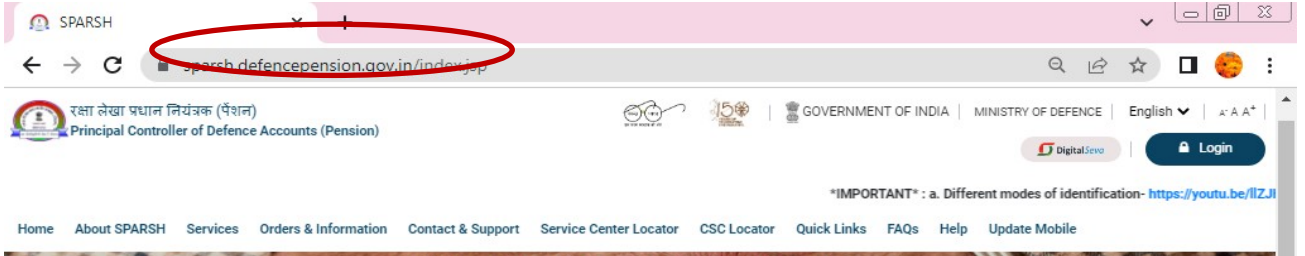 SPARSH
sparsh.defencepension.gov.in/index.jsp
रक्षा लेखा प्रधान नियंत्रक (पेंशन)
Principal Controller of Defence Accounts (Pension)
GOVERNMENT OF INDIA | MINISTRY OF DEFENCE | English | A- A A+ |
DigitalSeva | Login
*IMPORTANT* : a. Different modes of identification- https://youtu.be/
Home About SPARSH Services Orders & Information Contact & Support Service Center Locator CSC Locator Quick Links FAQs Help Update Mobile